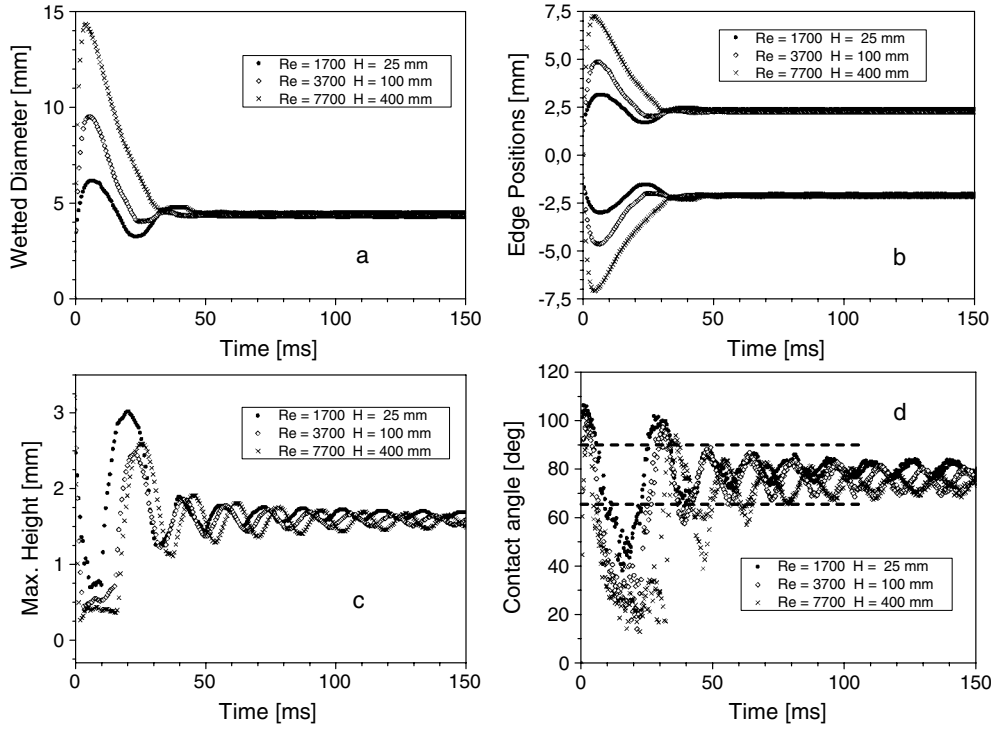 15
10
5
0
Wetted Diameter [mm]
Re = 1700 H = 25 mm
Re = 3700 H = 100 mm
Re = 7700 H = 400 mm
a
0 50 100 150
Time [ms]
7,5
5,0
2,5
0,0
-2,5
-5,0
-7,5
Edge Positions [mm]
Re = 1700 H = 25 mm
Re = 3700 H = 100 mm
Re = 7700 H = 400 mm
b
0 50 100 150
Time [ms]
3
2
1
0
Max. Height [mm]
Re = 1700 H = 25 mm
Re = 3700 H = 100 mm
Re = 7700 H = 400 mm
c
0 50 100 150
Time [ms]
120
100
80
60
40
20
0
Contact angle [deg]
d
Re = 1700 H = 25 mm
Re = 3700 H = 100 mm
Re = 7700 H = 400 mm
0 50 100 150
Time [ms]